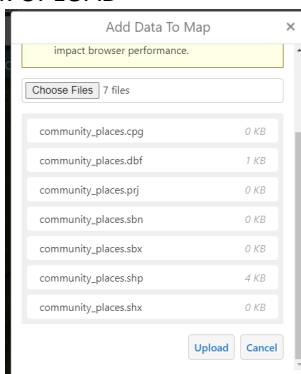 Add Data To Map ×
impact browser performance.
Choose Files 7 files
community_places.cpg 0 KB
community_places.dbf 1 KB
community_places.prj 0 KB
community_places.sbn 0 KB
community_places.sbx 0 KB
community_places.shp 4 KB
community_places.shx 0 KB
Upload Cancel